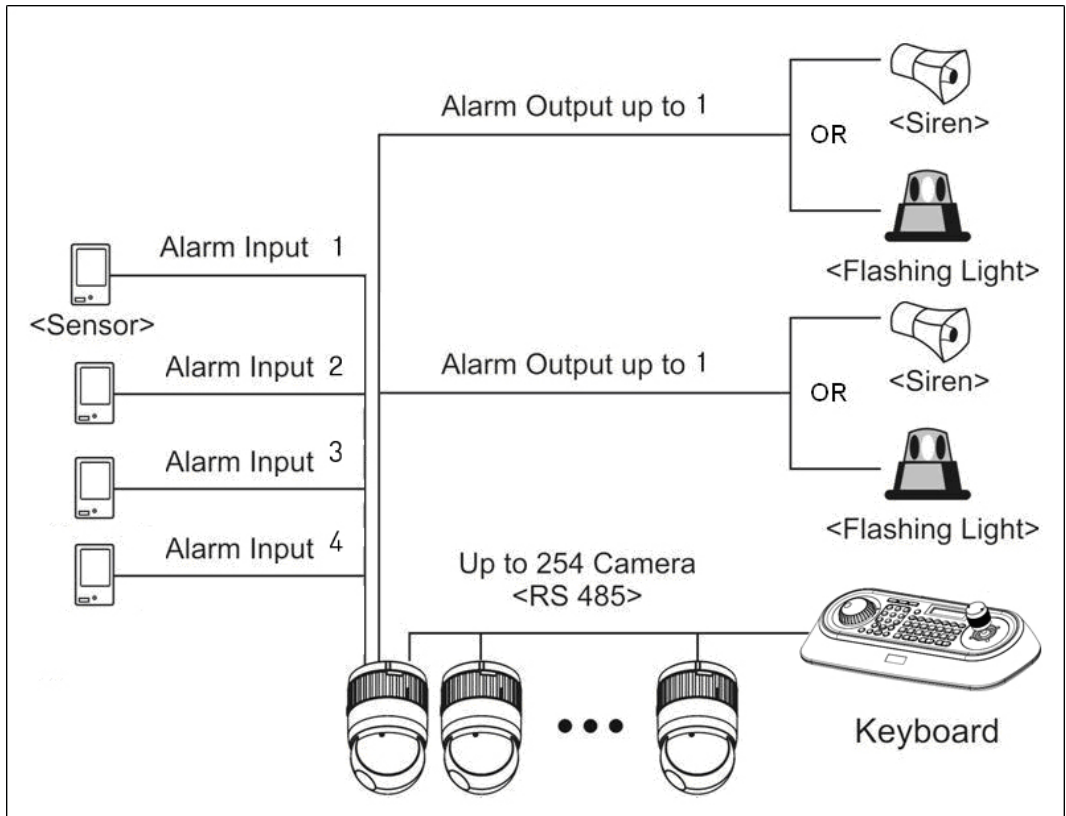 Alarm Output up to 1
OR
<Siren>
<Flashing Light>
Alarm Input 1
<Sensor>
Alarm Input 2
Alarm Input 3
Alarm Input 4
Alarm Output up to 1
OR
<Siren>
<Flashing Light>
Up to 254 Camera
<RS 485>
Keyboard